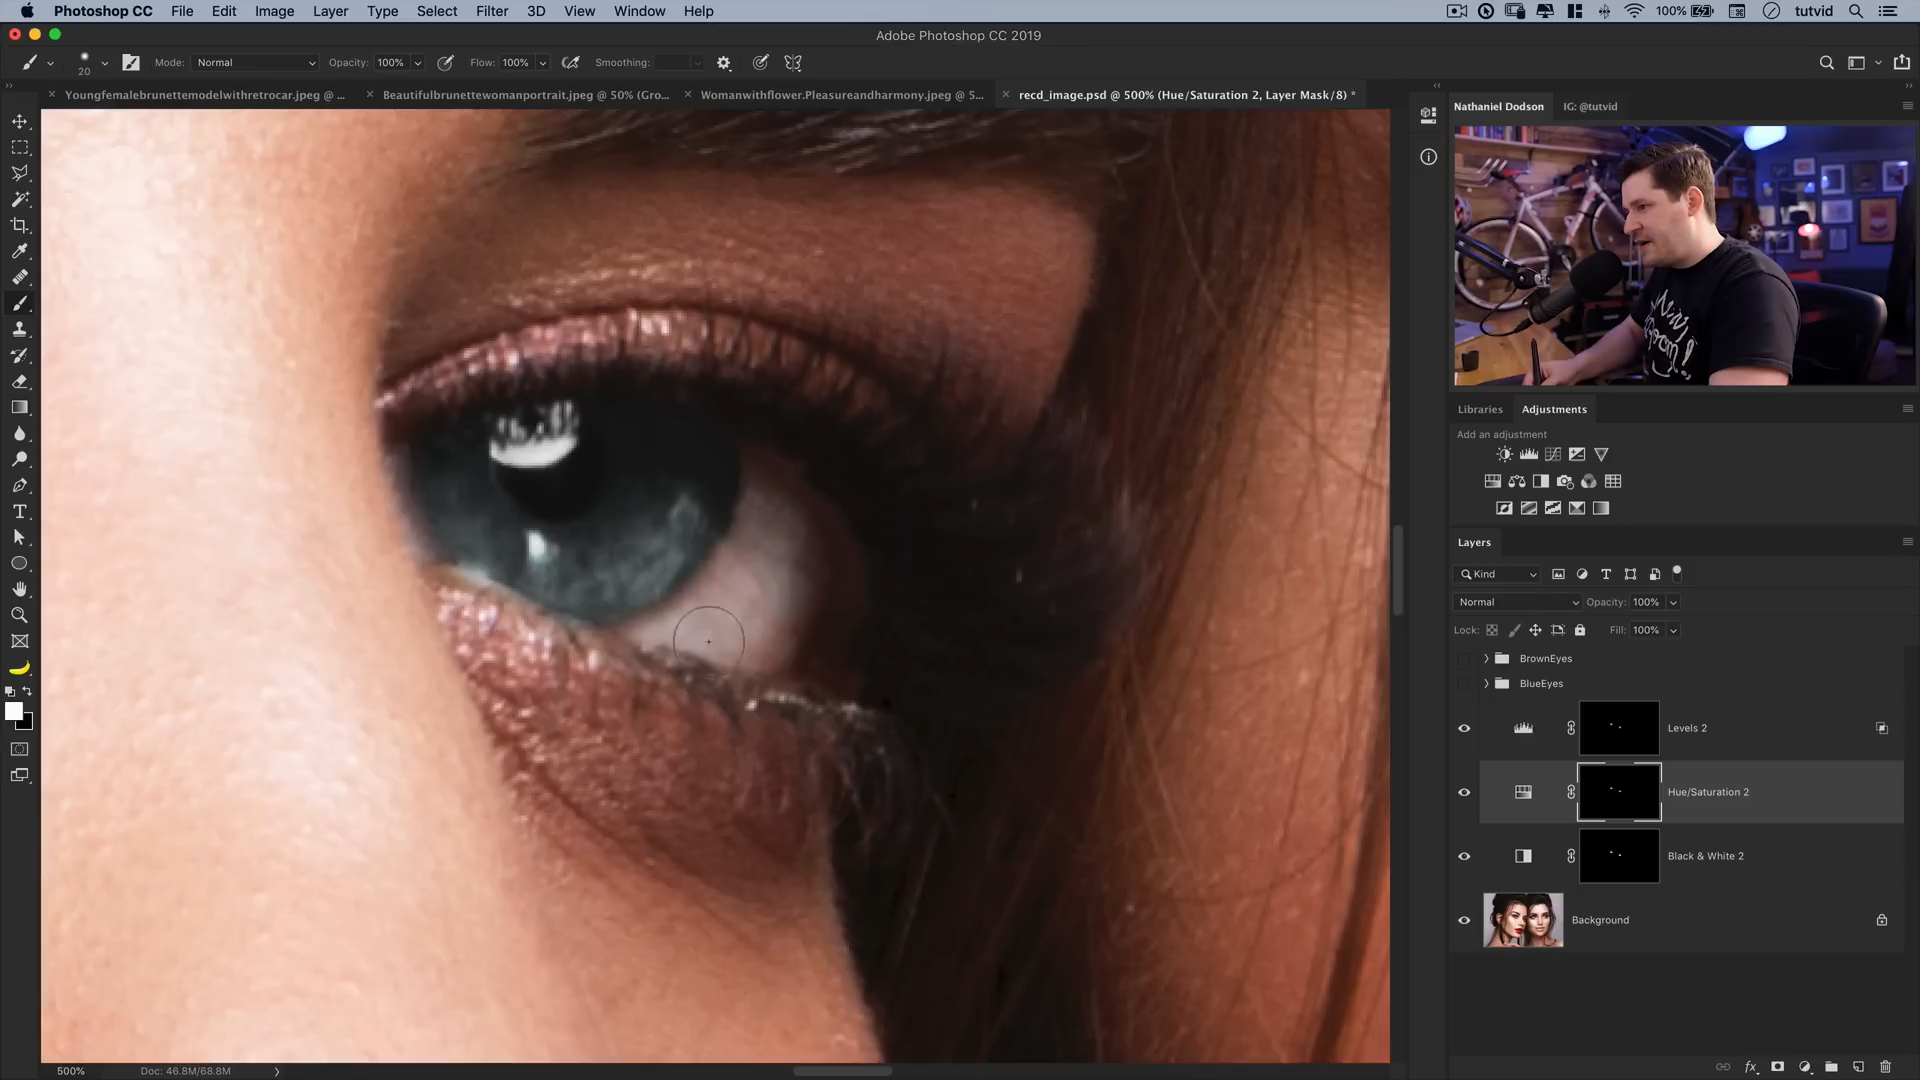 Photoshop CC File Edit Image Layer Type Select Filter 3D View Window Help 100% tutvid
Adobe Photoshop CC 2019
20 Mode: Normal Opacity: 100% Flow: 100% Smoothing:
Youngfemalebrunettemodelwithretrocar.jpeg @ ... Beautifulbrunettewomanportrait.jpeg @ 50% (Gro... Womanwithflower.Pleasureandharmony.jpeg @ 5... recd_image.psd @ 500% (Hue/Saturation 2, Layer Mask/8) *
Nathaniel Dodson IG: @tutvid
Libraries Adjustments
Add an adjustment
Layers
Kind
Normal Opacity: 100%
Lock: Fill: 100%
BrownEyes
BlueEyes
Levels 2
Hue/Saturation 2
Black & White 2
Background
500% Doc: 46.8M/68.8M